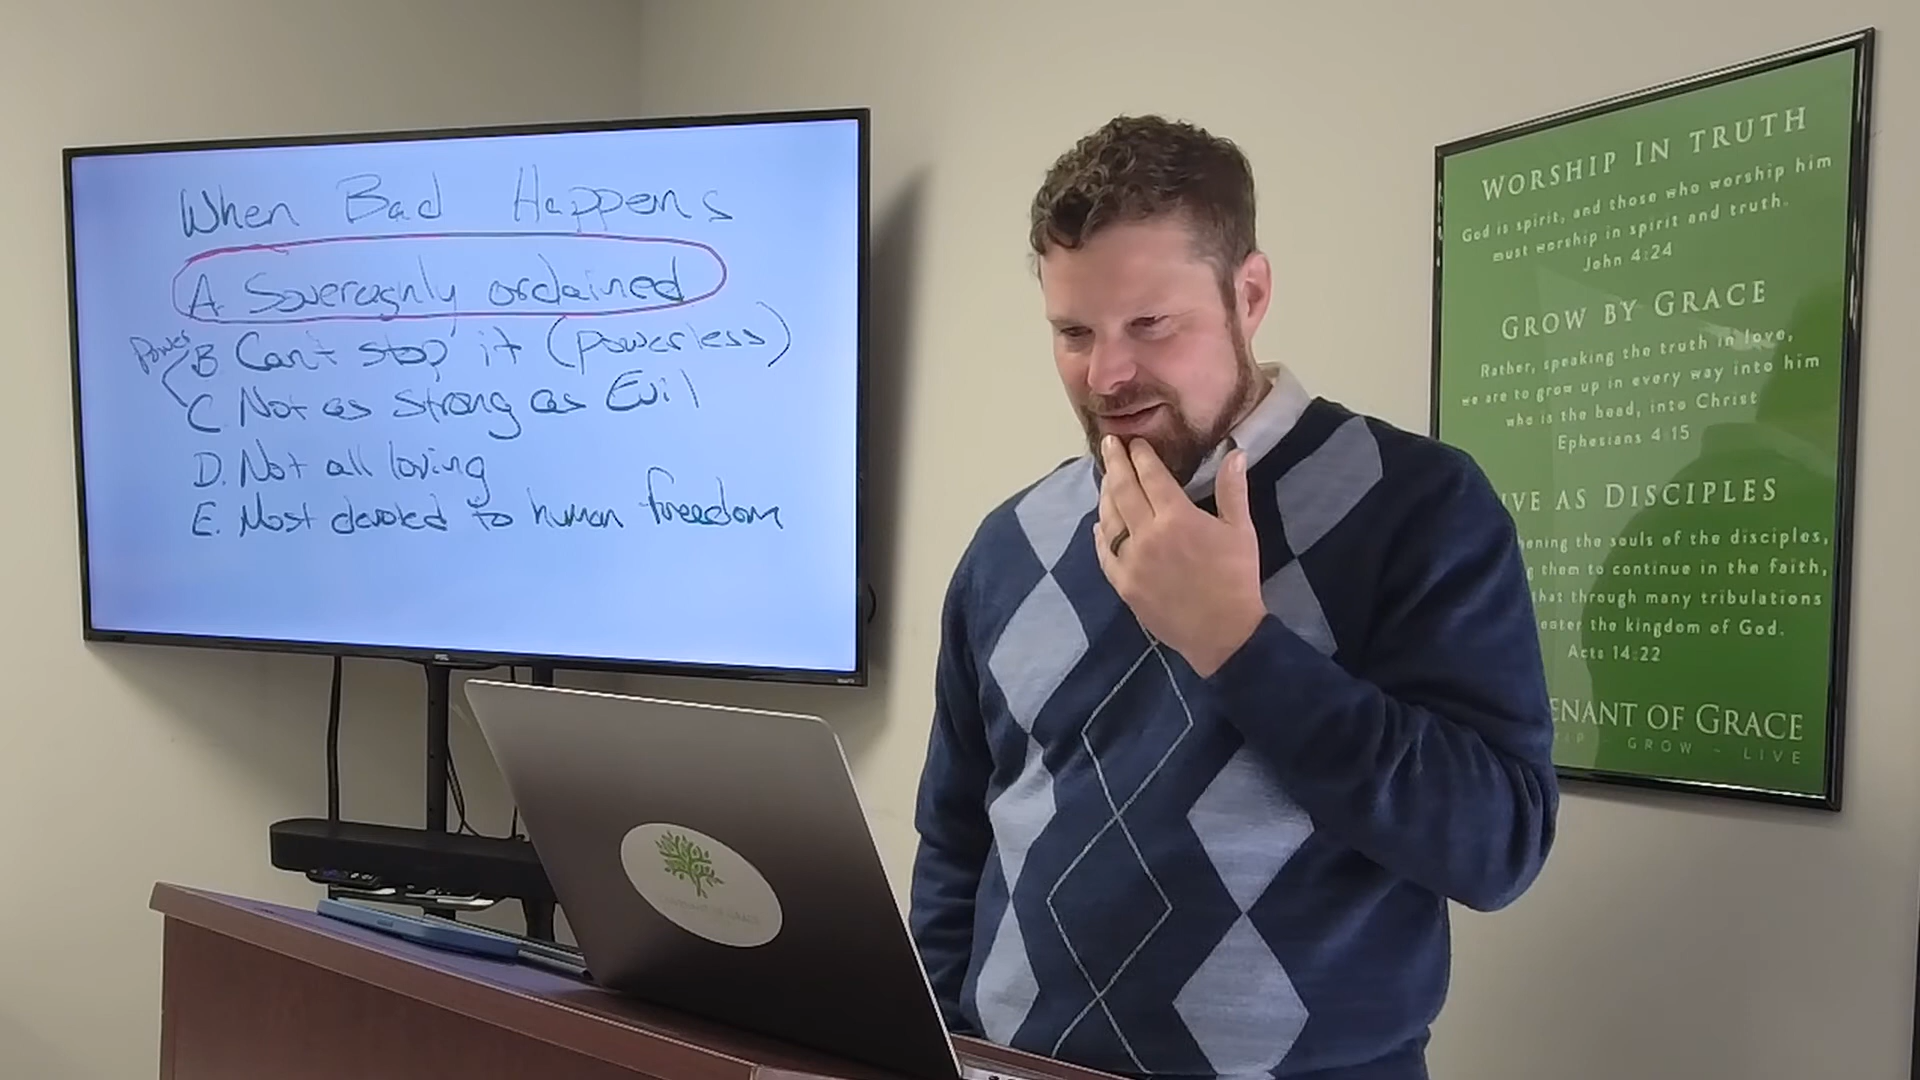 When Bad Happens
A. Soveragnly ordained
Power
B Can't stop it (powerless)
C. Not as strong as Evil
D. Not all loving
E. Most devoted to human freedom
WORSHIP IN TRUTH
God is spirit, and those who worship him
must worship in spirit and truth.
John 4:24
GROW BY GRACE
Rather, speaking the truth in love,
we are to grow up in every way into him
who is the head, into Christ
Ephesians 4:15
VE AS DISCIPLES
ening the souls of the disciples,
them to continue in the faith,
that through many tribulations
enter the kingdom of God.
Acts 14:22
ENANT OF GRACE
GROW - LIVE